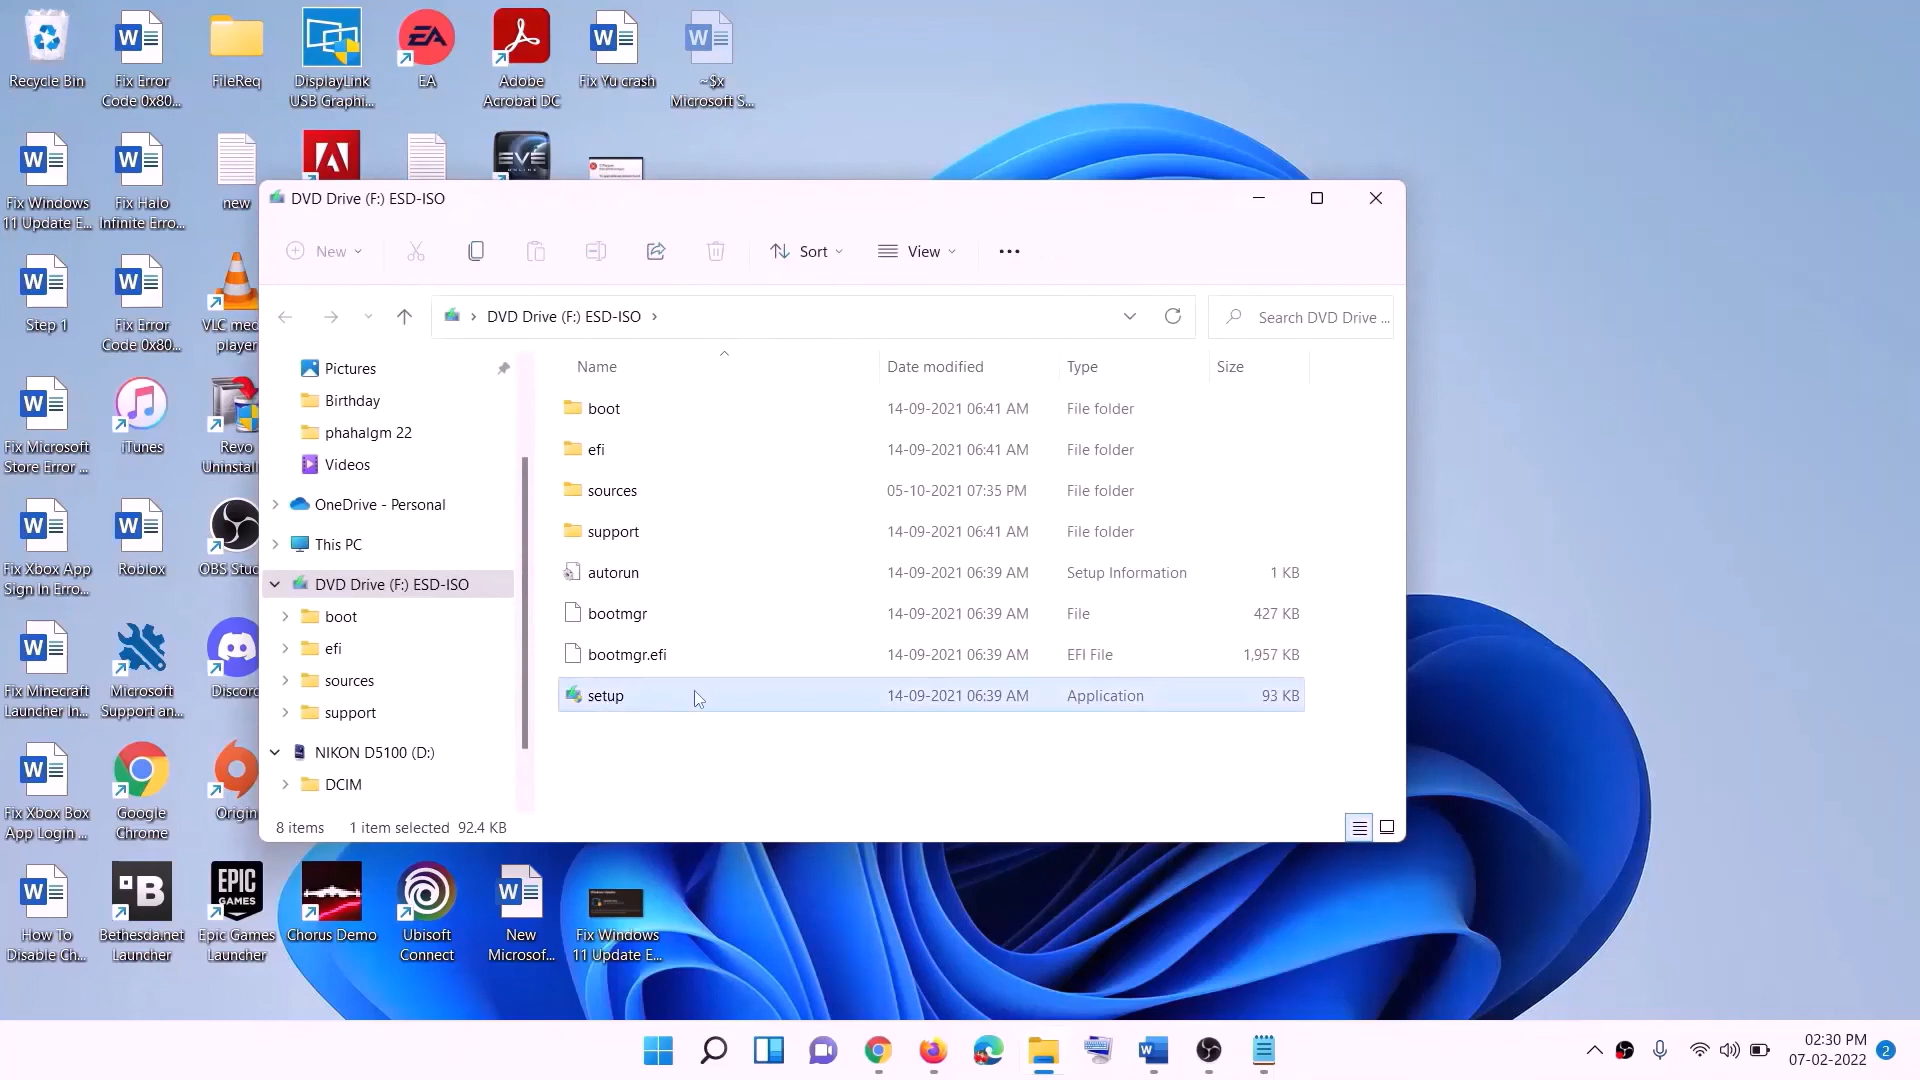 Recycle Bin
Fix Error
Code 0x80...
FileReq
DisplayLink
USB Graphi...
EA
EA
Adobe
Acrobat DC
Fix Yu crash
~$x
Microsoft S...
Fix Windows
11 Update E...
Fix Halo
Infinite Erro...
new
EVE
ONLINE
Step 1
Fix Error
Code 0x80...
VLC med
player
Fix Microsoft
Store Error ...
iTunes
Revo
Uninstall
Fix Xbox App
Sign In Erro...
Roblox
OBS Stud
Fix Minecraft
Launcher in...
Microsoft
Support an...
Discord
Fix Xbox Box
App Login ...
Google
Chrome
Origin
How To
Disable Ch...
Bethesda.net
Launcher
EPIC
GAMES
Epic Games
Launcher
Chorus Demo
Ubisoft
Connect
New
Microsof...
Fix Windows
11 Update E...
DVD Drive (F:) ESD-ISO
New
Sort
View
DVD Drive (F:) ESD-ISO
Search DVD Drive ...
Pictures
Birthday
phahalgm 22
Videos
OneDrive - Personal
This PC
DVD Drive (F:) ESD-ISO
boot
efi
sources
support
NIKON D5100 (D:)
DCIM
Name Date modified Type Size
boot 14-09-2021 06:41 AM File folder
efi 14-09-2021 06:41 AM File folder
sources 05-10-2021 07:35 PM File folder
support 14-09-2021 06:41 AM File folder
autorun 14-09-2021 06:39 AM Setup Information 1 KB
bootmgr 14-09-2021 06:39 AM File 427 KB
bootmgr.efi 14-09-2021 06:39 AM EFI File 1,957 KB
setup 14-09-2021 06:39 AM Application 93 KB
8 items 1 item selected 92.4 KB
02:30 PM
07-02-2022
2